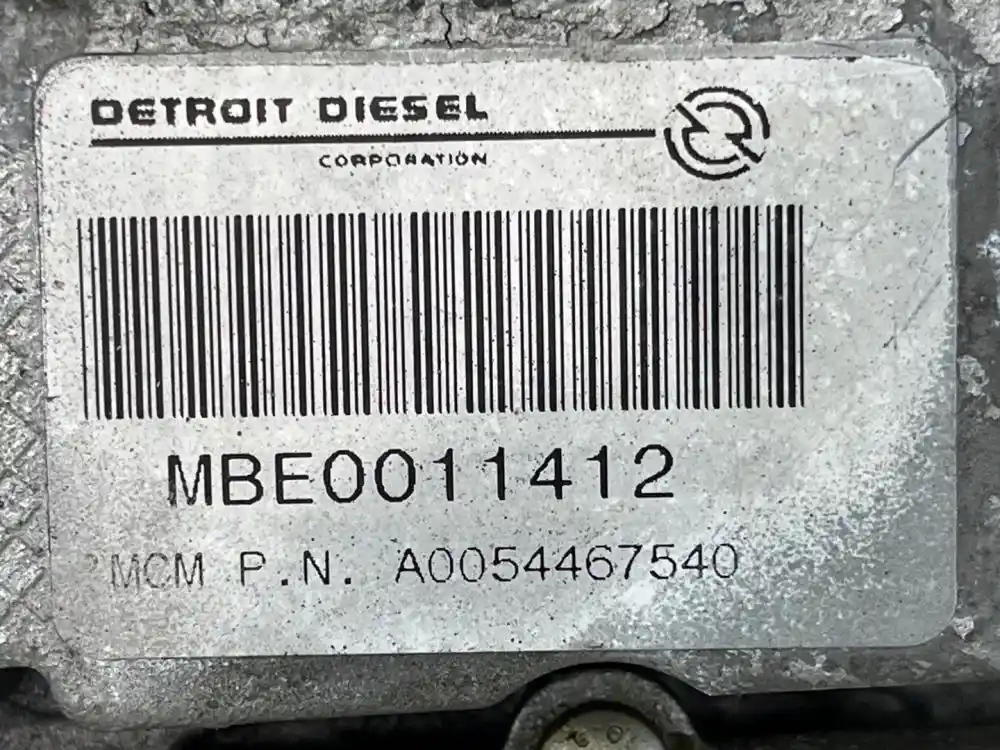 DETROIT DIESEL
CORPORATION
MBE0011412
MCM P.N. A0054467540